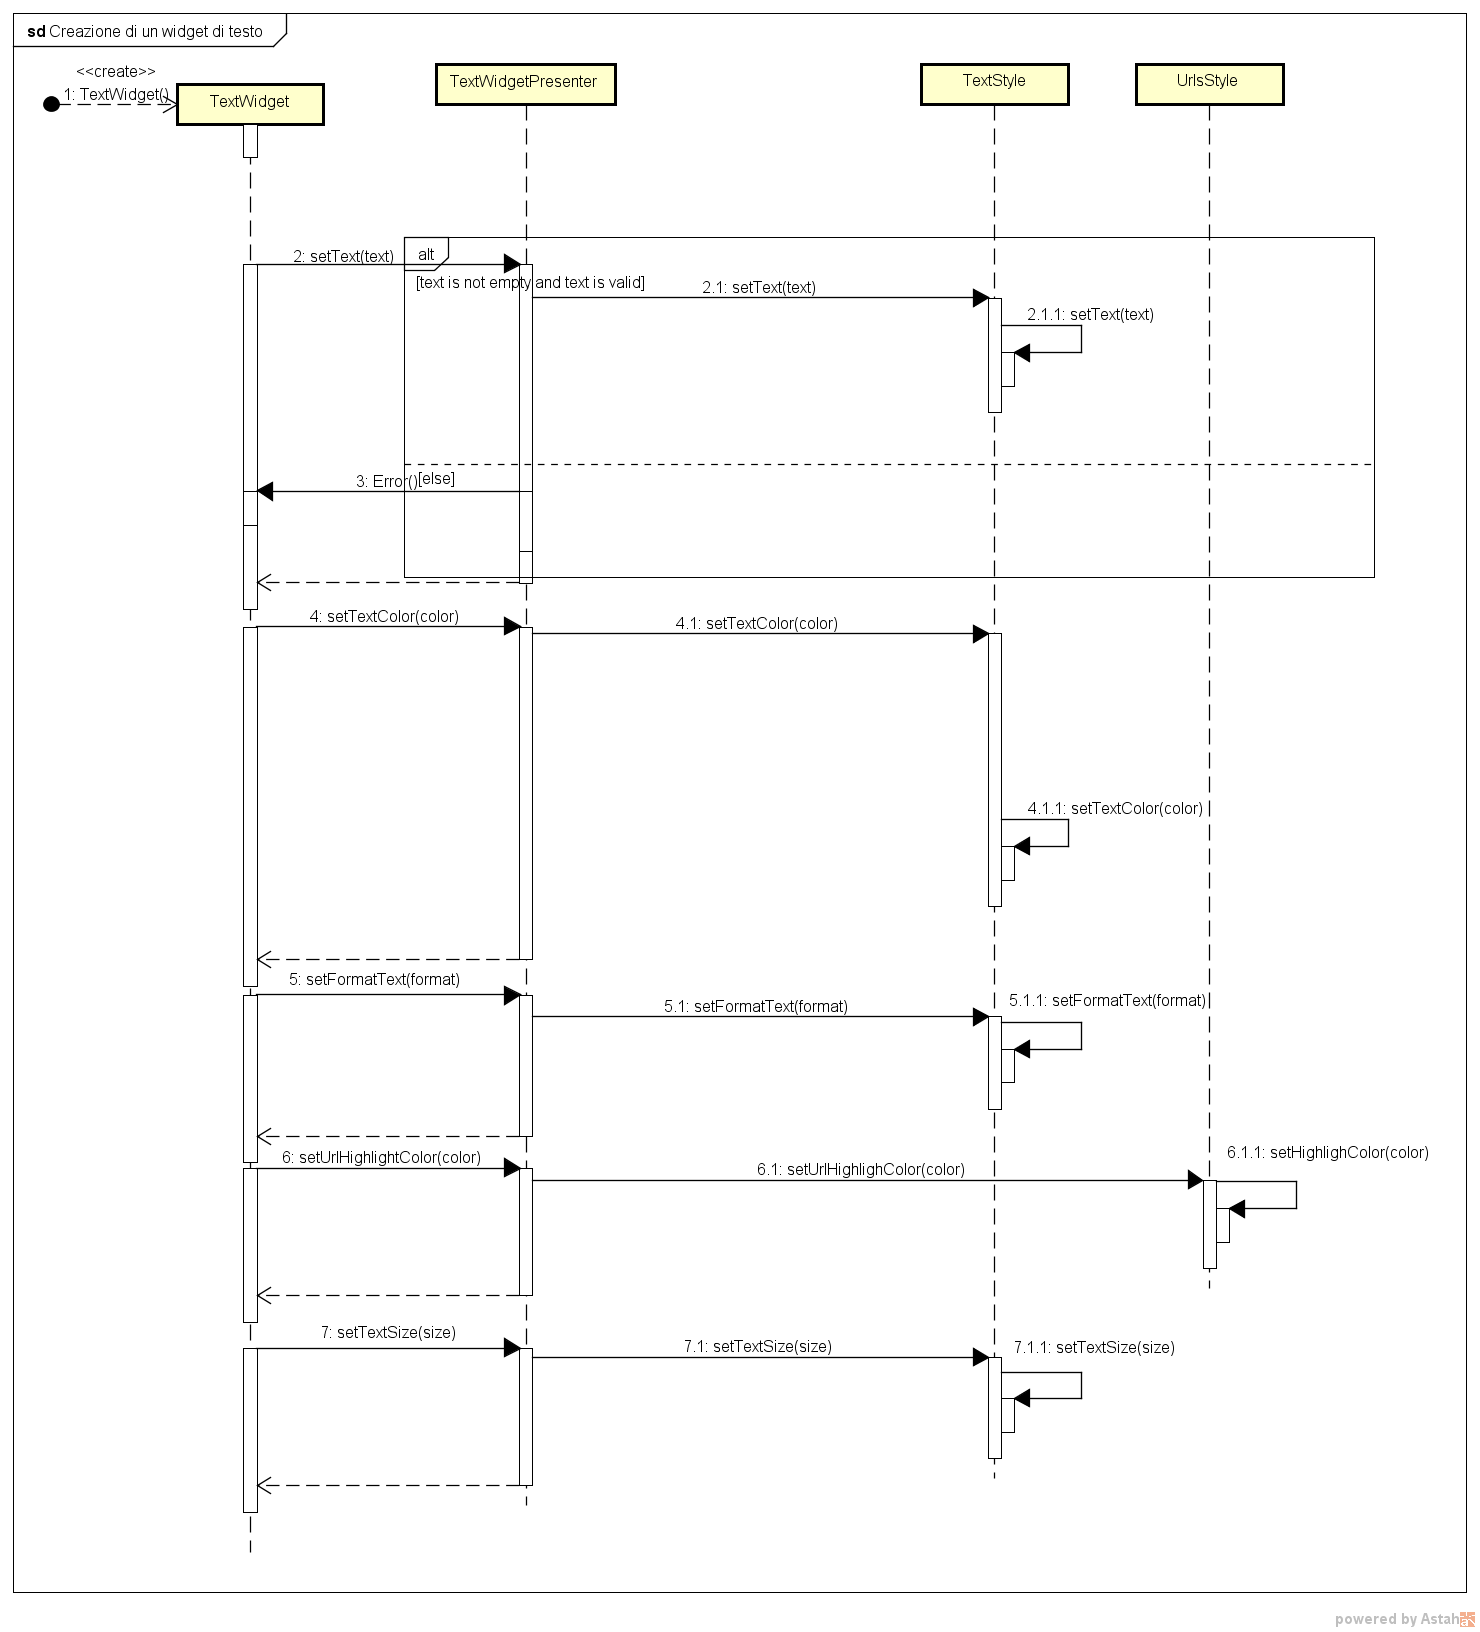 sd Creazione di un widget di testo
<<create>>
1: TextWidget()
TextWidget
TextWidgetPresenter
TextStyle
UrlsStyle
alt
2: setText(text)
[text is not empty and text is valid]
2.1: setText(text)
2.1.1: setText(text)
3: Error()
[else]
4: setTextColor(color)
4.1: setTextColor(color)
4.1.1: setTextColor(color)
5: setFormatText(format)
5.1: setFormatText(format)
5.1.1: setFormatText(format)
6: setUrlHighlightColor(color)
6.1: setUrlHighlighColor(color)
6.1.1: setHighlighColor(color)
7: setTextSize(size)
7.1: setTextSize(size)
7.1.1: setTextSize(size)
powered by Astah